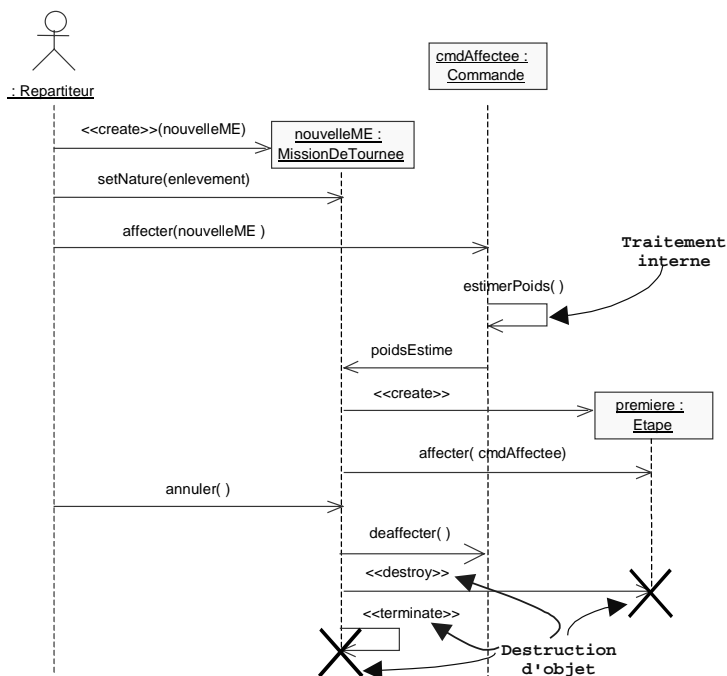 cmdAffectee :
Commande
: Repartiteur
<<create>>(nouvelleME)
nouvelleME :
MissionDeTournee
setNature(enlevement)
affecter(nouvelleME )
Traitement
interne
estimerPoids( )
poidsEstime
<<create>>
premiere :
Etape
affecter( cmdAffectee)
annuler( )
deaffecter( )
<<destroy>>
<<terminate>>
Destruction
d'objet